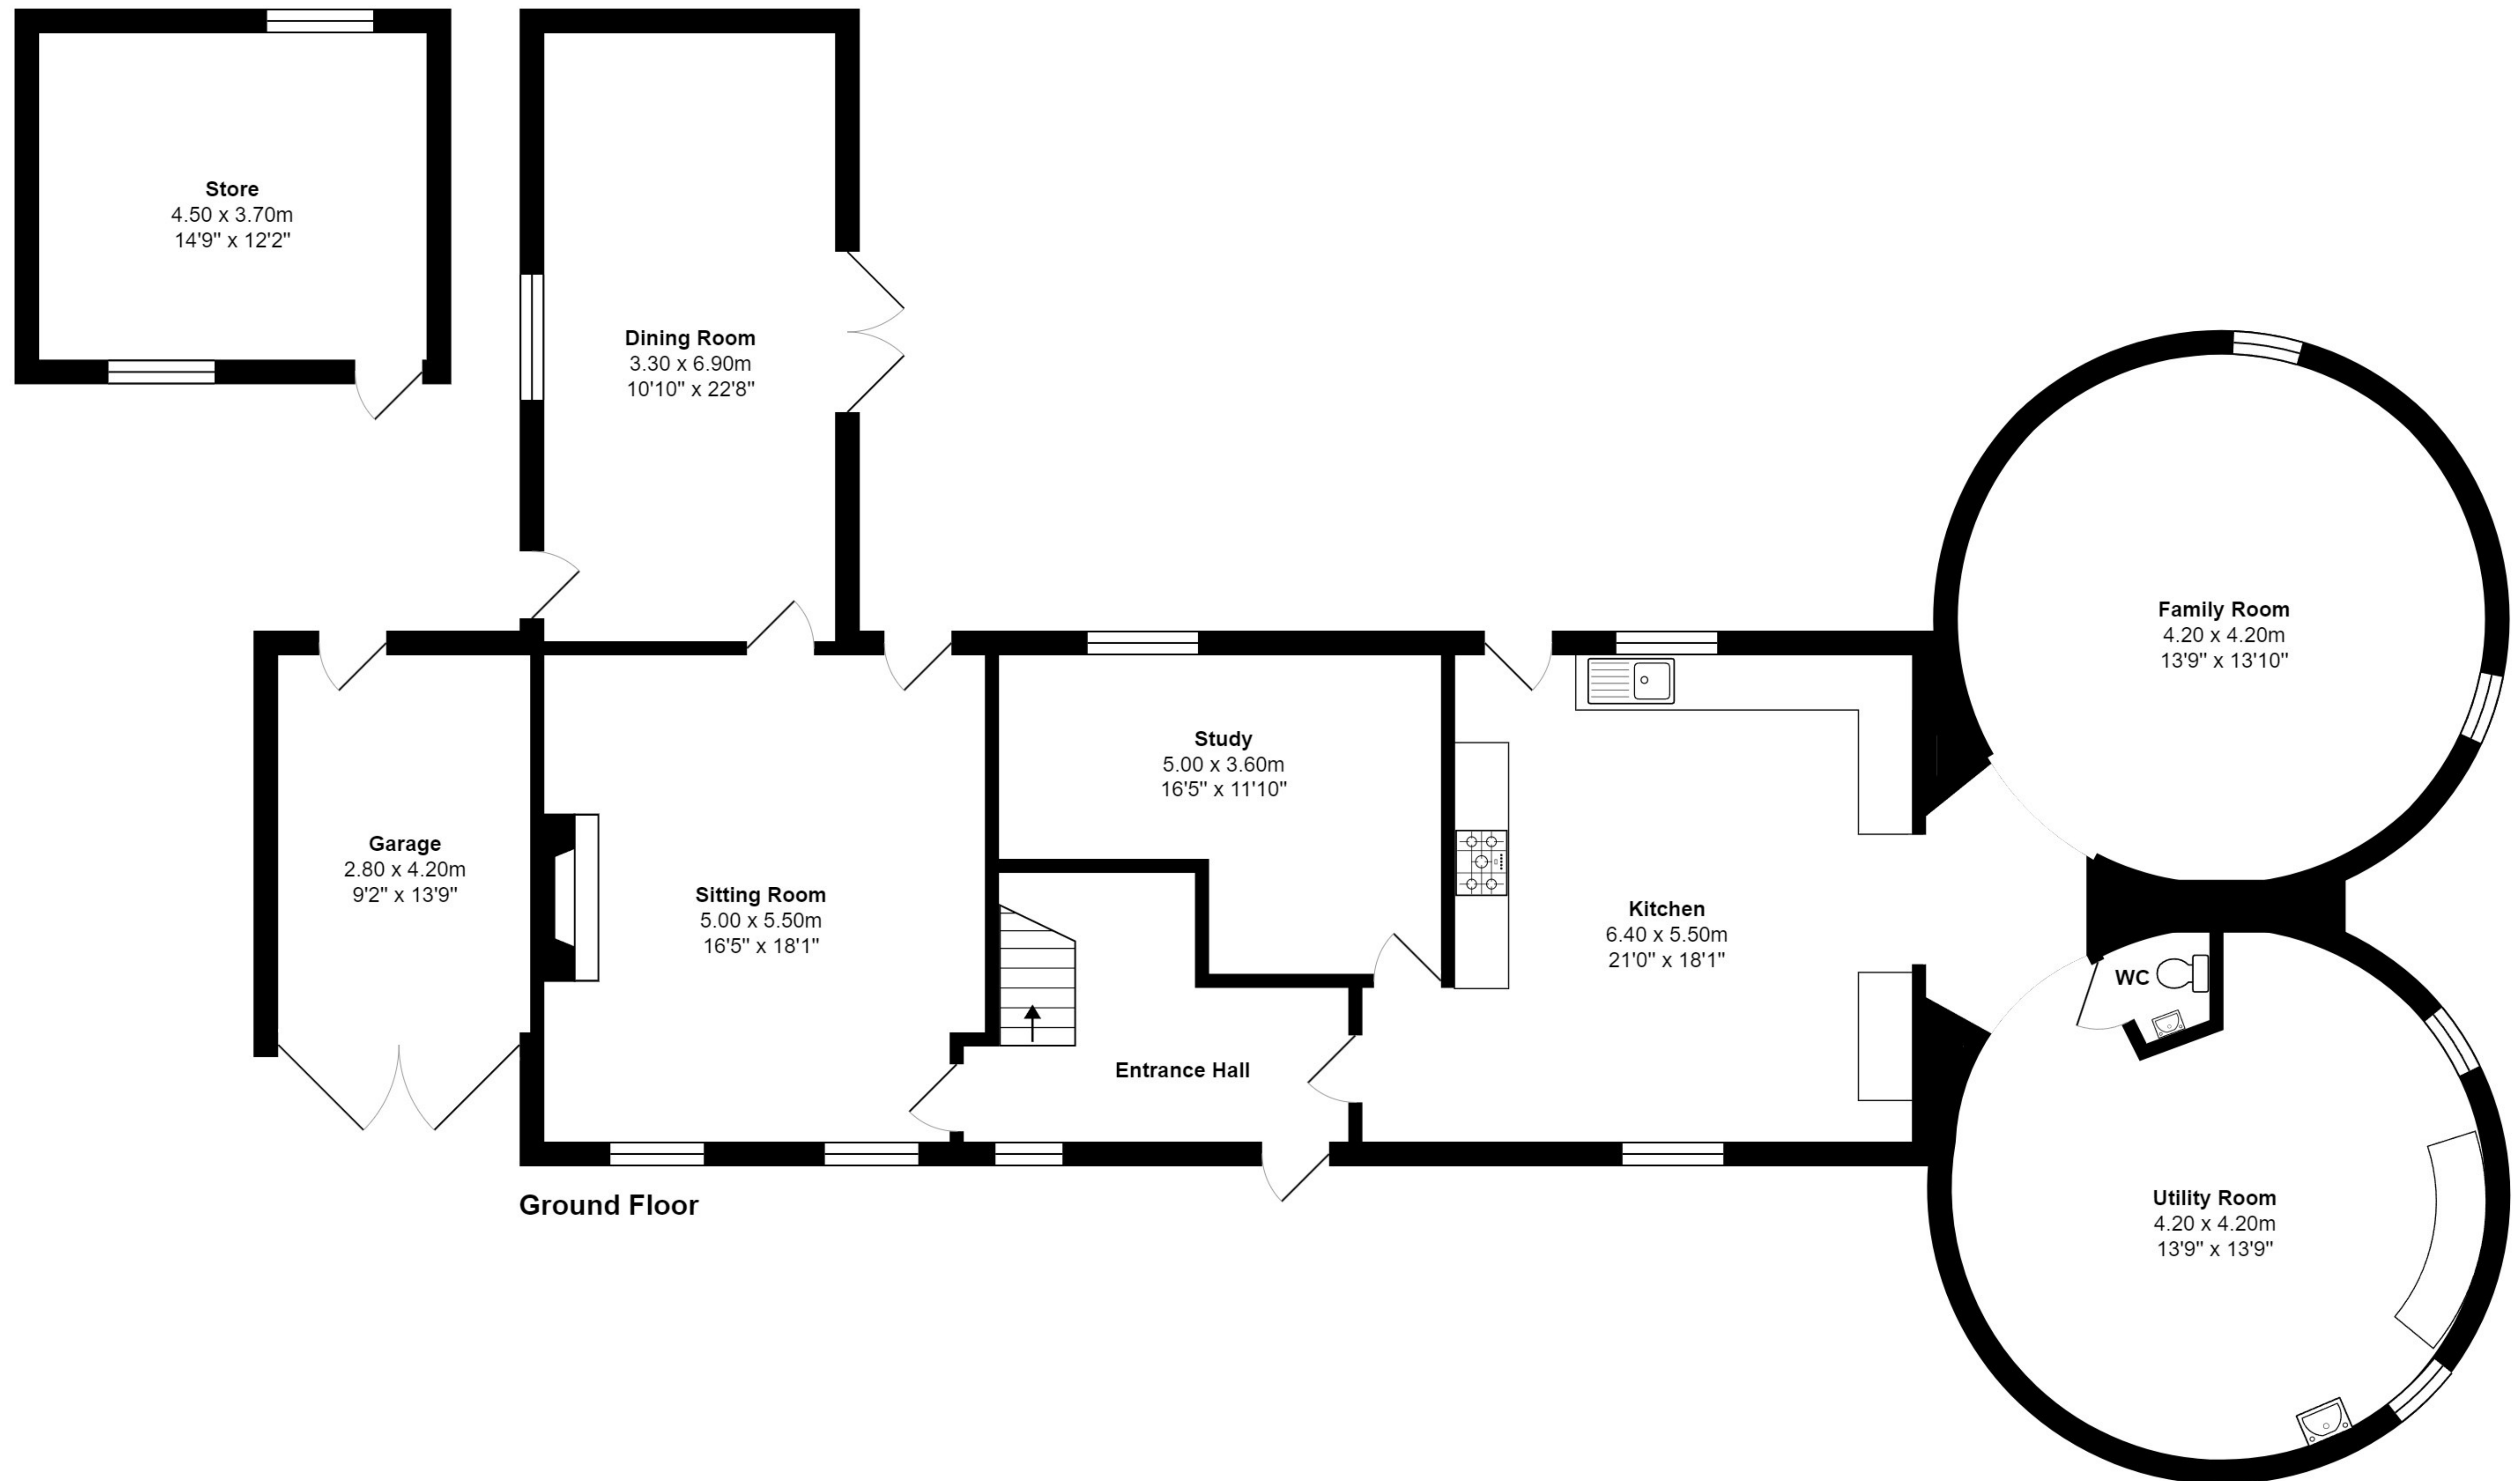 Store
4.50 x 3.70m
14'9" x 12'2"
Dining Room
3.30 x 6.90m
10'10" x 22'8"
Family Room
4.20 x 4.20m
13'9" x 13'10"
Study
5.00 x 3.60m
16'5" x 11'10"
Garage
2.80 x 4.20m
9'2" x 13'9"
Sitting Room
5.00 x 5.50m
16'5" x 18'1"
Kitchen
6.40 x 5.50m
21'0" x 18'1"
WC
Entrance Hall
Utility Room
4.20 x 4.20m
13'9" x 13'9"
Ground Floor